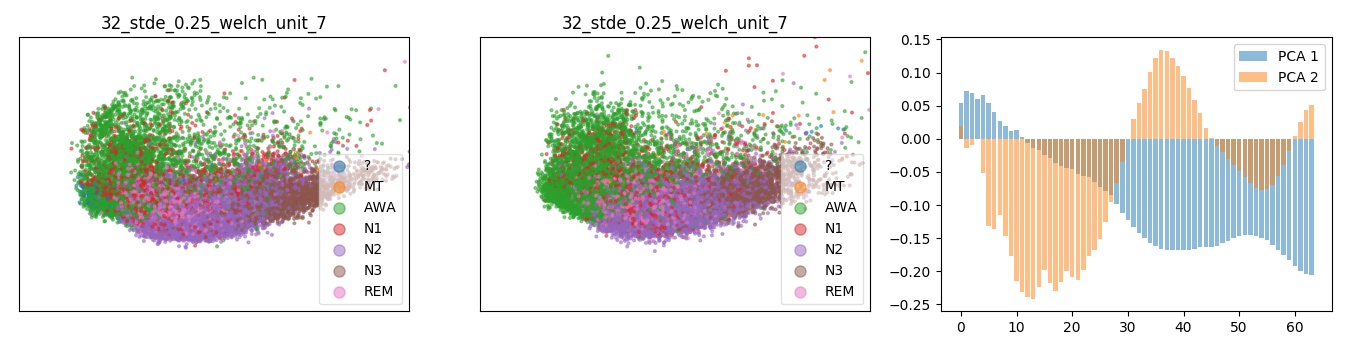 32_stde_0.25_welch_unit_7
?
MT
AWA
N1
N2
N3
REM
32_stde_0.25_welch_unit_7
?
MT
AWA
N1
N2
N3
REM
PCA 1
PCA 2
0.15
0.10
0.05
0.00
−0.05
−0.10
−0.15
−0.20
−0.25
0 10 20 30 40 50 60